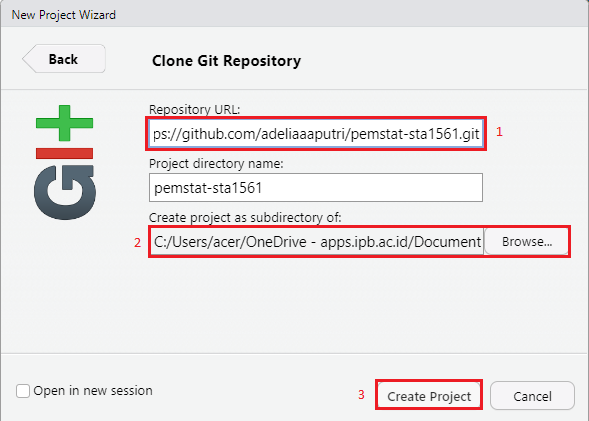 New Project Wizard
Back
Clone Git Repository
Repository URL:
ps://github.com/adeliaaaputri/pemstat-sta1561.git
1
Project directory name:
pemstat-sta1561
Create project as subdirectory of:
2
C:/Users/acer/OneDrive - apps.ipb.ac.id/Document
Browse...
Open in new session
3
Create Project
Cancel
git